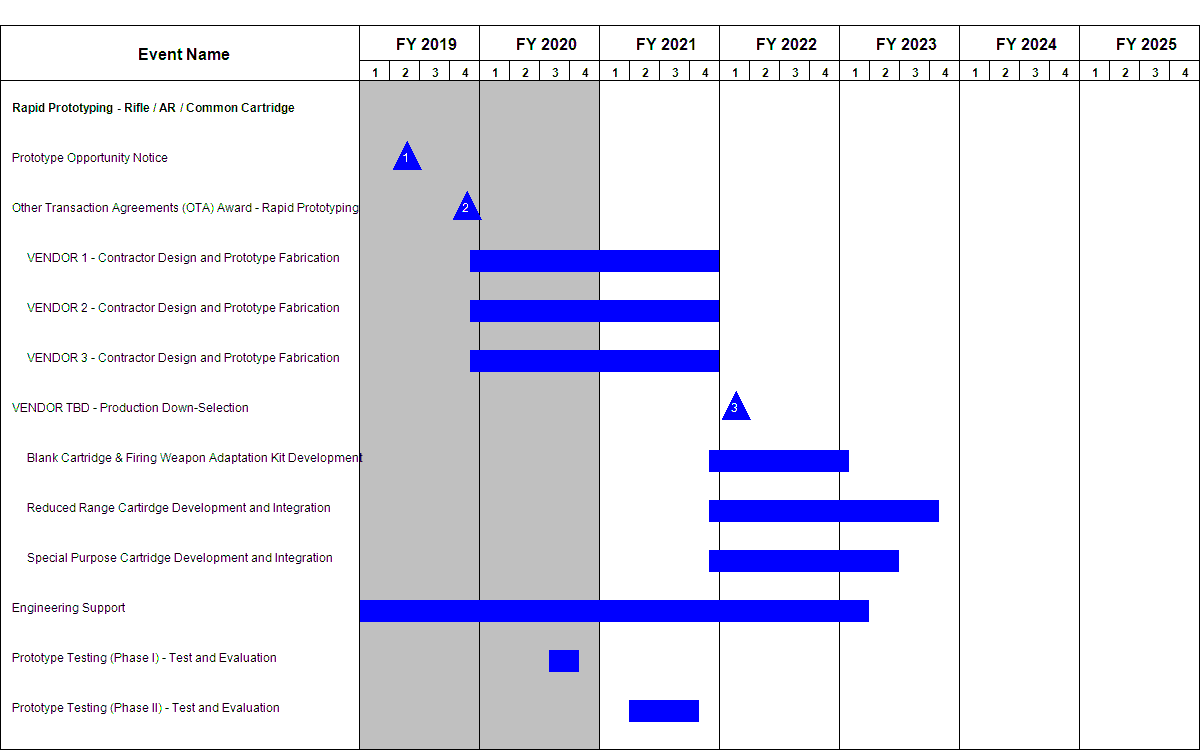 Event Name FY 2019 FY 2020 FY 2021 FY 2022 FY 2023 FY 2024 FY 2025
1 2 3 4 1 2 3 4 1 2 3 4 1 2 3 4 1 2 3 4 1 2 3 4 1 2 3 4
Rapid Prototyping - Rifle / AR / Common Cartridge
Prototype Opportunity Notice 1
Other Transaction Agreements (OTA) Award - Rapid Prototyping 2
VENDOR 1 - Contractor Design and Prototype Fabrication
VENDOR 2 - Contractor Design and Prototype Fabrication
VENDOR 3 - Contractor Design and Prototype Fabrication
VENDOR TBD - Production Down-Selection 3
Blank Cartridge & Firing Weapon Adaptation Kit Development
Reduced Range Cartirdge Development and Integration
Special Purpose Cartridge Development and Integration
Engineering Support
Prototype Testing (Phase I) - Test and Evaluation
Prototype Testing (Phase II) - Test and Evaluation